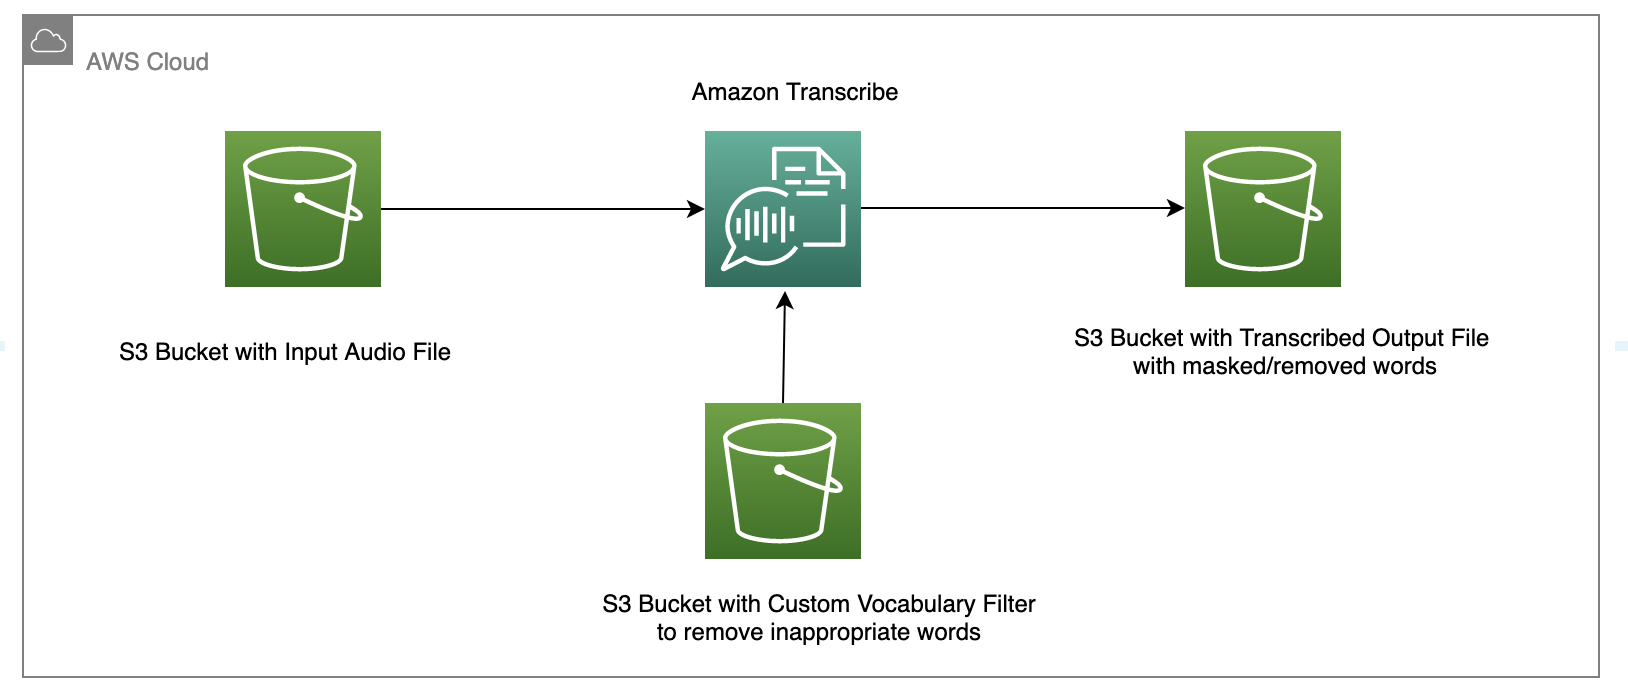 AWS Cloud
Amazon Transcribe
S3 Bucket with Input Audio File
S3 Bucket with Transcribed Output File
with masked/removed words
S3 Bucket with Custom Vocabulary Filter
to remove inappropriate words